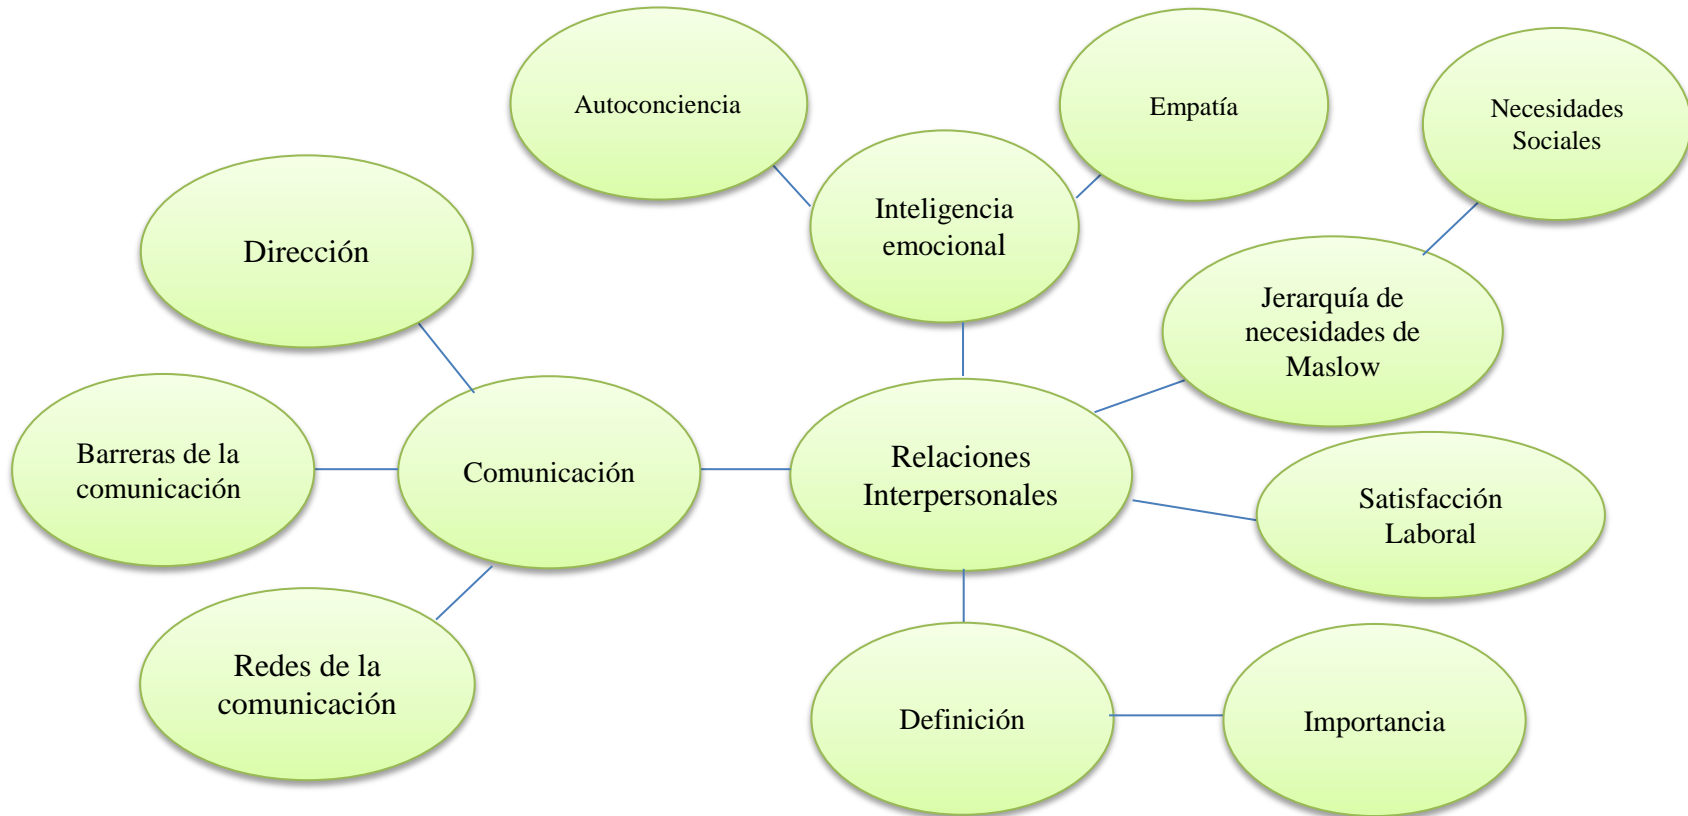 Autoconciencia
Empatía
Necesidades
Sociales
Inteligencia
emocional
Dirección
Jerarquía de
necesidades de
Maslow
Barreras de la
comunicación
Comunicación
Relaciones
Interpersonales
Satisfacción
Laboral
Redes de la
comunicación
Definición
Importancia